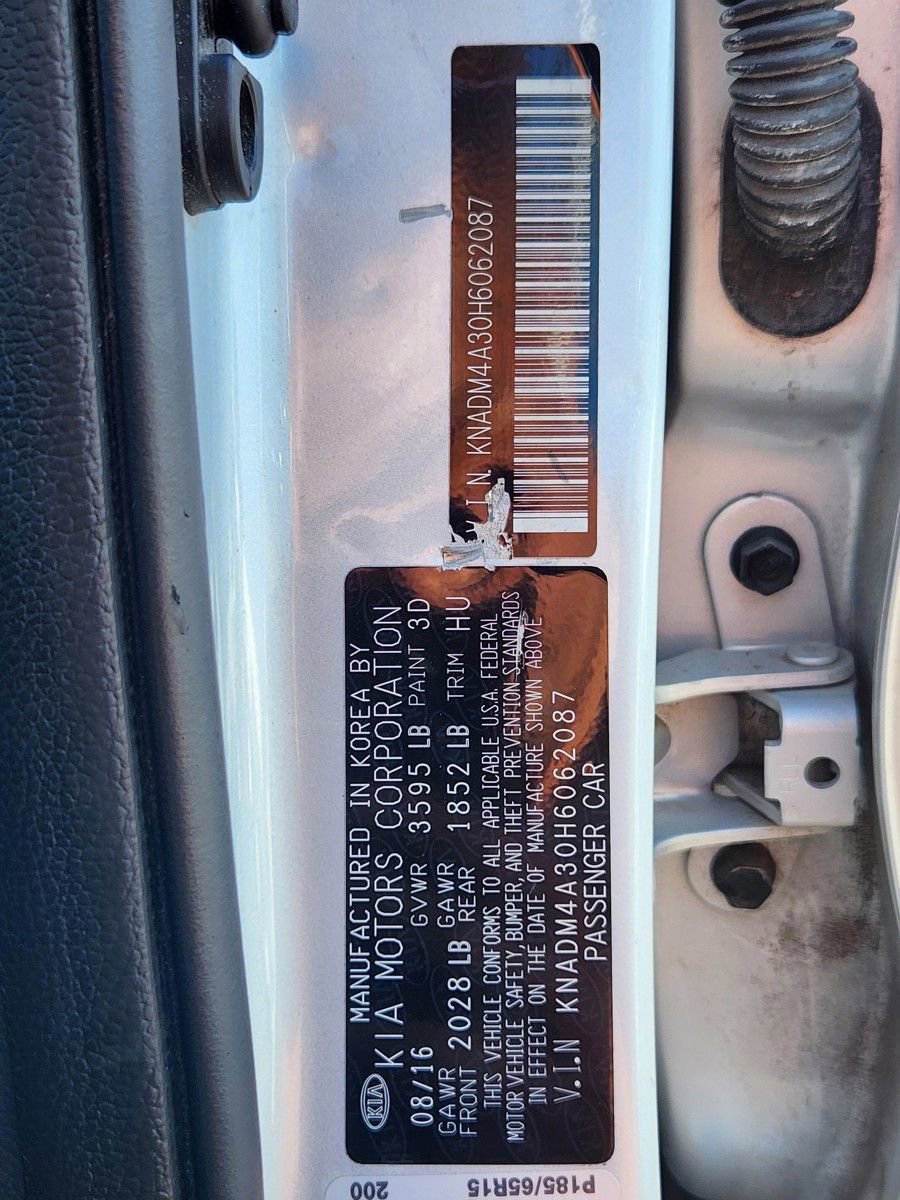 MANUFACTURED IN KOREA BY
KIA KIA MOTORS CORPORATION
08/16 GVWR 3595 LB PAINT 3D
GAWR FRONT 2028 LB GAWR REAR 1852 LB TRIM HU
THIS VEHICLE CONFORMS TO ALL APPLICABLE U.S.A. FEDERAL
MOTOR VEHICLE SAFETY, BUMPER, AND THEFT PREVENTION STANDARDS
IN EFFECT ON THE DATE OF MANUFACTURE SHOWN ABOVE
V.I.N KNADM4A30H6062087
PASSENGER CAR
V.I.N. KNADM4A30H6062087
P185/65R15
200